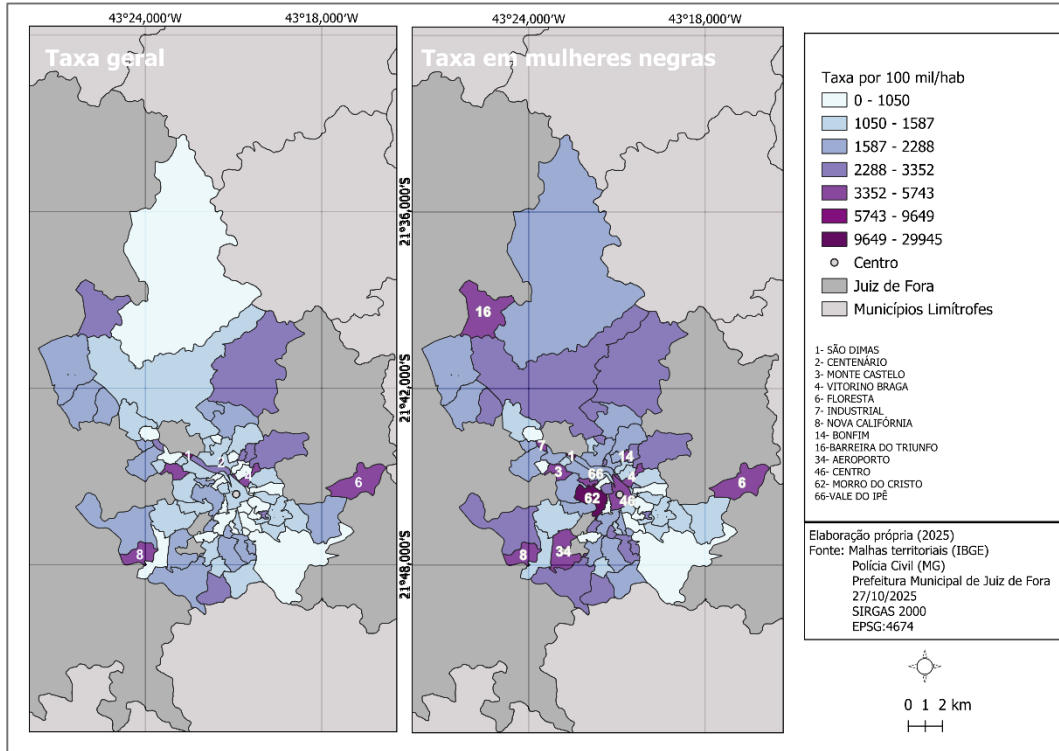 43°24,000'W 43°18,000'W
43°24,000'W 43°18,000'W
Taxa geral
Taxa em mulheres negras
21°36,000'S
21°42,000'S
21°48,000'S
1
2
4
6
8
16
7
1
14
3
66
4
62
46
6
8
34
Taxa por 100 mil/hab
0 - 1050
1050 - 1587
1587 - 2288
2288 - 3352
3352 - 5743
5743 - 9649
9649 - 29945
Centro
Juiz de Fora
Municípios Limítrofes
1- SÃO DIMAS
2- CENTENÁRIO
3- MONTE CASTELO
4- VITORINO BRAGA
6- FLORESTA
7- INDUSTRIAL
8- NOVA CALIFÓRNIA
14- BONFIM
16-BARREIRA DO TRIUNFO
34- AEROPORTO
46- CENTRO
62- MORRO DO CRISTO
66-VALE DO IPÊ
Elaboração própria (2025)
Fonte: Malhas territoriais (IBGE)
Polícia Civil (MG)
Prefeitura Municipal de Juiz de Fora
27/10/2025
SIRGAS 2000
EPSG:4674
0 1 2 km